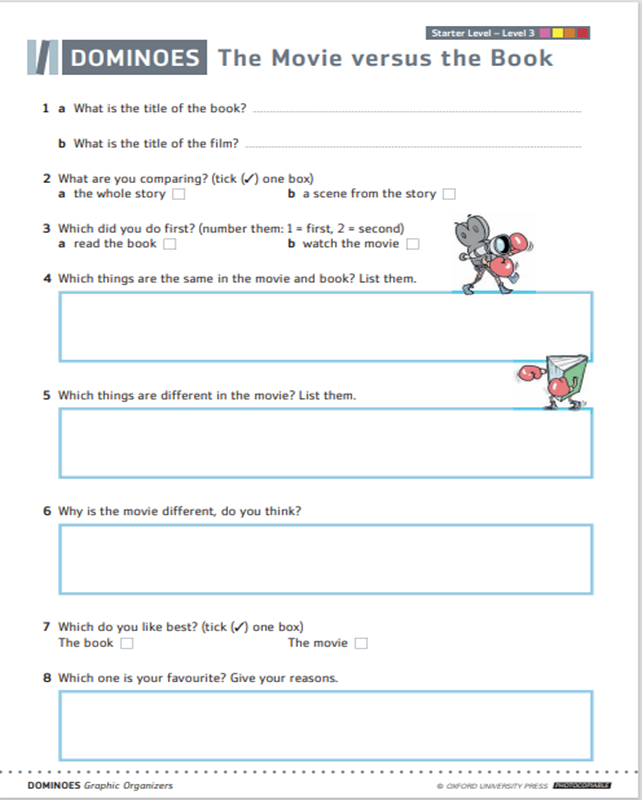 Starter Level – Level 3
DOMINOES The Movie versus the Book
1 a What is the title of the book?
b What is the title of the film?
2 What are you comparing? (tick (✓) one box)
a the whole story b a scene from the story
3 Which did you do first? (number them: 1 = first, 2 = second)
a read the book b watch the movie
4 Which things are the same in the movie and book? List them.
5 Which things are different in the movie? List them.
6 Why is the movie different, do you think?
7 Which do you like best? (tick (✓) one box)
The book The movie
8 Which one is your favourite? Give your reasons.
DOMINOES Graphic Organizers © OXFORD UNIVERSITY PRESS PHOTOCOPIABLE